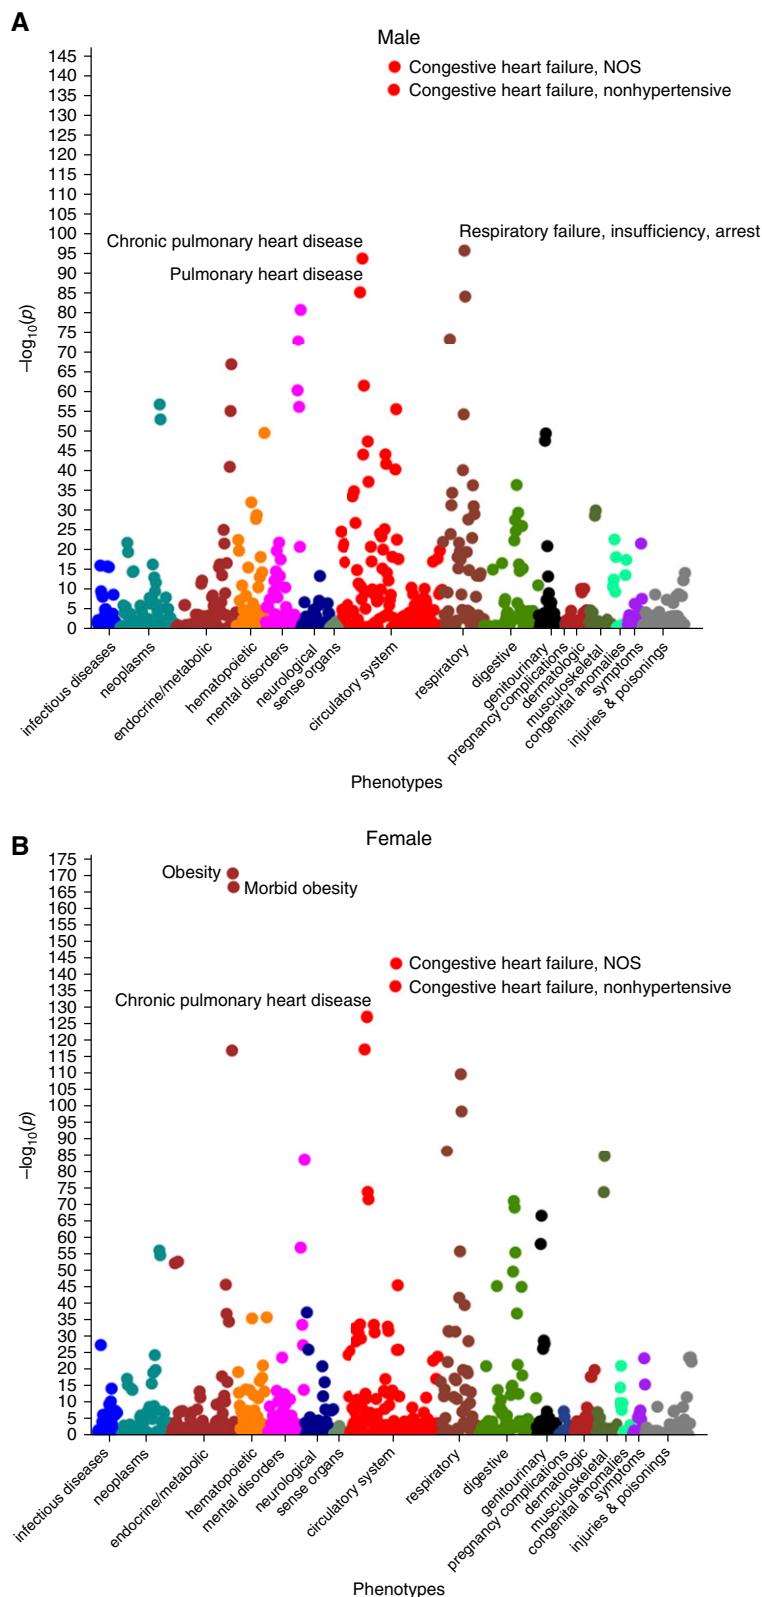 A
Male
Congestive heart failure, NOS
Congestive heart failure, nonhypertensive
Chronic pulmonary heart disease
Respiratory failure, insufficiency, arrest
Pulmonary heart disease
145
140
135
130
125
120
115
110
105
100
95
90
85
80
75
70
65
60
55
50
45
40
35
30
25
20
15
10
5
0
–log10(p)
infectious diseases
neoplasms
endocrine/metabolic
hematopoietic
mental disorders
neurological
sense organs
circulatory system
respiratory
digestive
genitourinary
pregnancy complications
dermatologic
musculoskeletal
congenital anomalies
symptoms
injuries & poisonings
Phenotypes
B
Female
Obesity
Morbid obesity
Congestive heart failure, NOS
Congestive heart failure, nonhypertensive
Chronic pulmonary heart disease
175
170
165
160
155
150
145
140
135
130
125
120
115
110
105
100
95
90
85
80
75
70
65
60
55
50
45
40
35
30
25
20
15
10
5
0
–log10(p)
infectious diseases
neoplasms
endocrine/metabolic
hematopoietic
mental disorders
neurological
sense organs
circulatory system
respiratory
digestive
genitourinary
pregnancy complications
dermatologic
musculoskeletal
congenital anomalies
symptoms
injuries & poisonings
Phenotypes